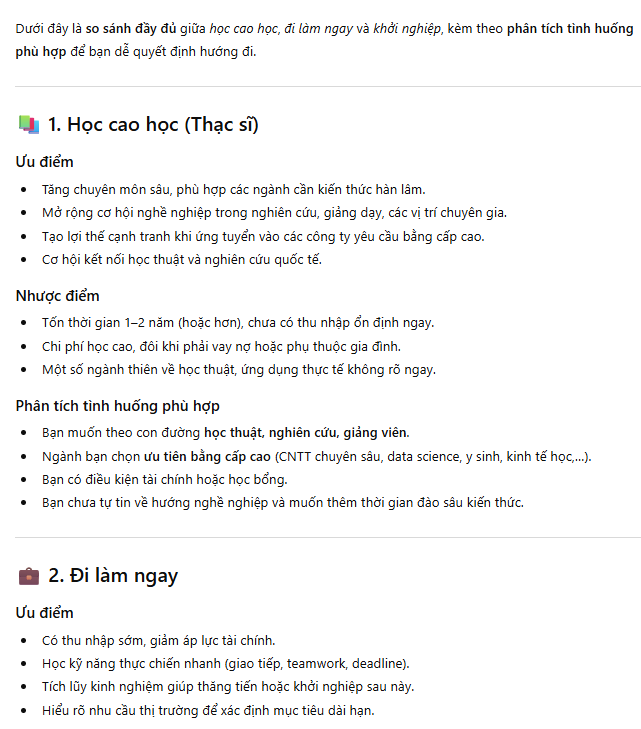 Dưới đây là so sánh đầy đủ giữa học cao học, đi làm ngay và khởi nghiệp, kèm theo phân tích tình huống
phù hợp để bạn dễ quyết định hướng đi.
📚 1. Học cao học (Thạc sĩ)
Ưu điểm
• Tăng chuyên môn sâu, phù hợp các ngành cần kiến thức hàn lâm.
• Mở rộng cơ hội nghề nghiệp trong nghiên cứu, giảng dạy, các vị trí chuyên gia.
• Tạo lợi thế cạnh tranh khi ứng tuyển vào các công ty yêu cầu bằng cấp cao.
• Cơ hội kết nối học thuật và nghiên cứu quốc tế.
Nhược điểm
• Tốn thời gian 1–2 năm (hoặc hơn), chưa có thu nhập ổn định ngay.
• Chi phí học cao, đôi khi phải vay nợ hoặc phụ thuộc gia đình.
• Một số ngành thiên về học thuật, ứng dụng thực tế không rõ ngay.
Phân tích tình huống phù hợp
• Bạn muốn theo con đường học thuật, nghiên cứu, giảng viên.
• Ngành bạn chọn ưu tiên bằng cấp cao (CNTT chuyên sâu, data science, y sinh, kinh tế học,...).
• Bạn có điều kiện tài chính hoặc học bổng.
• Bạn chưa tự tin về hướng nghề nghiệp và muốn thêm thời gian đào sâu kiến thức.
💼 2. Đi làm ngay
Ưu điểm
• Có thu nhập sớm, giảm áp lực tài chính.
• Học kỹ năng thực chiến nhanh (giao tiếp, teamwork, deadline).
• Tích lũy kinh nghiệm giúp thăng tiến hoặc khởi nghiệp sau này.
• Hiểu rõ nhu cầu thị trường để xác định mục tiêu dài hạn.